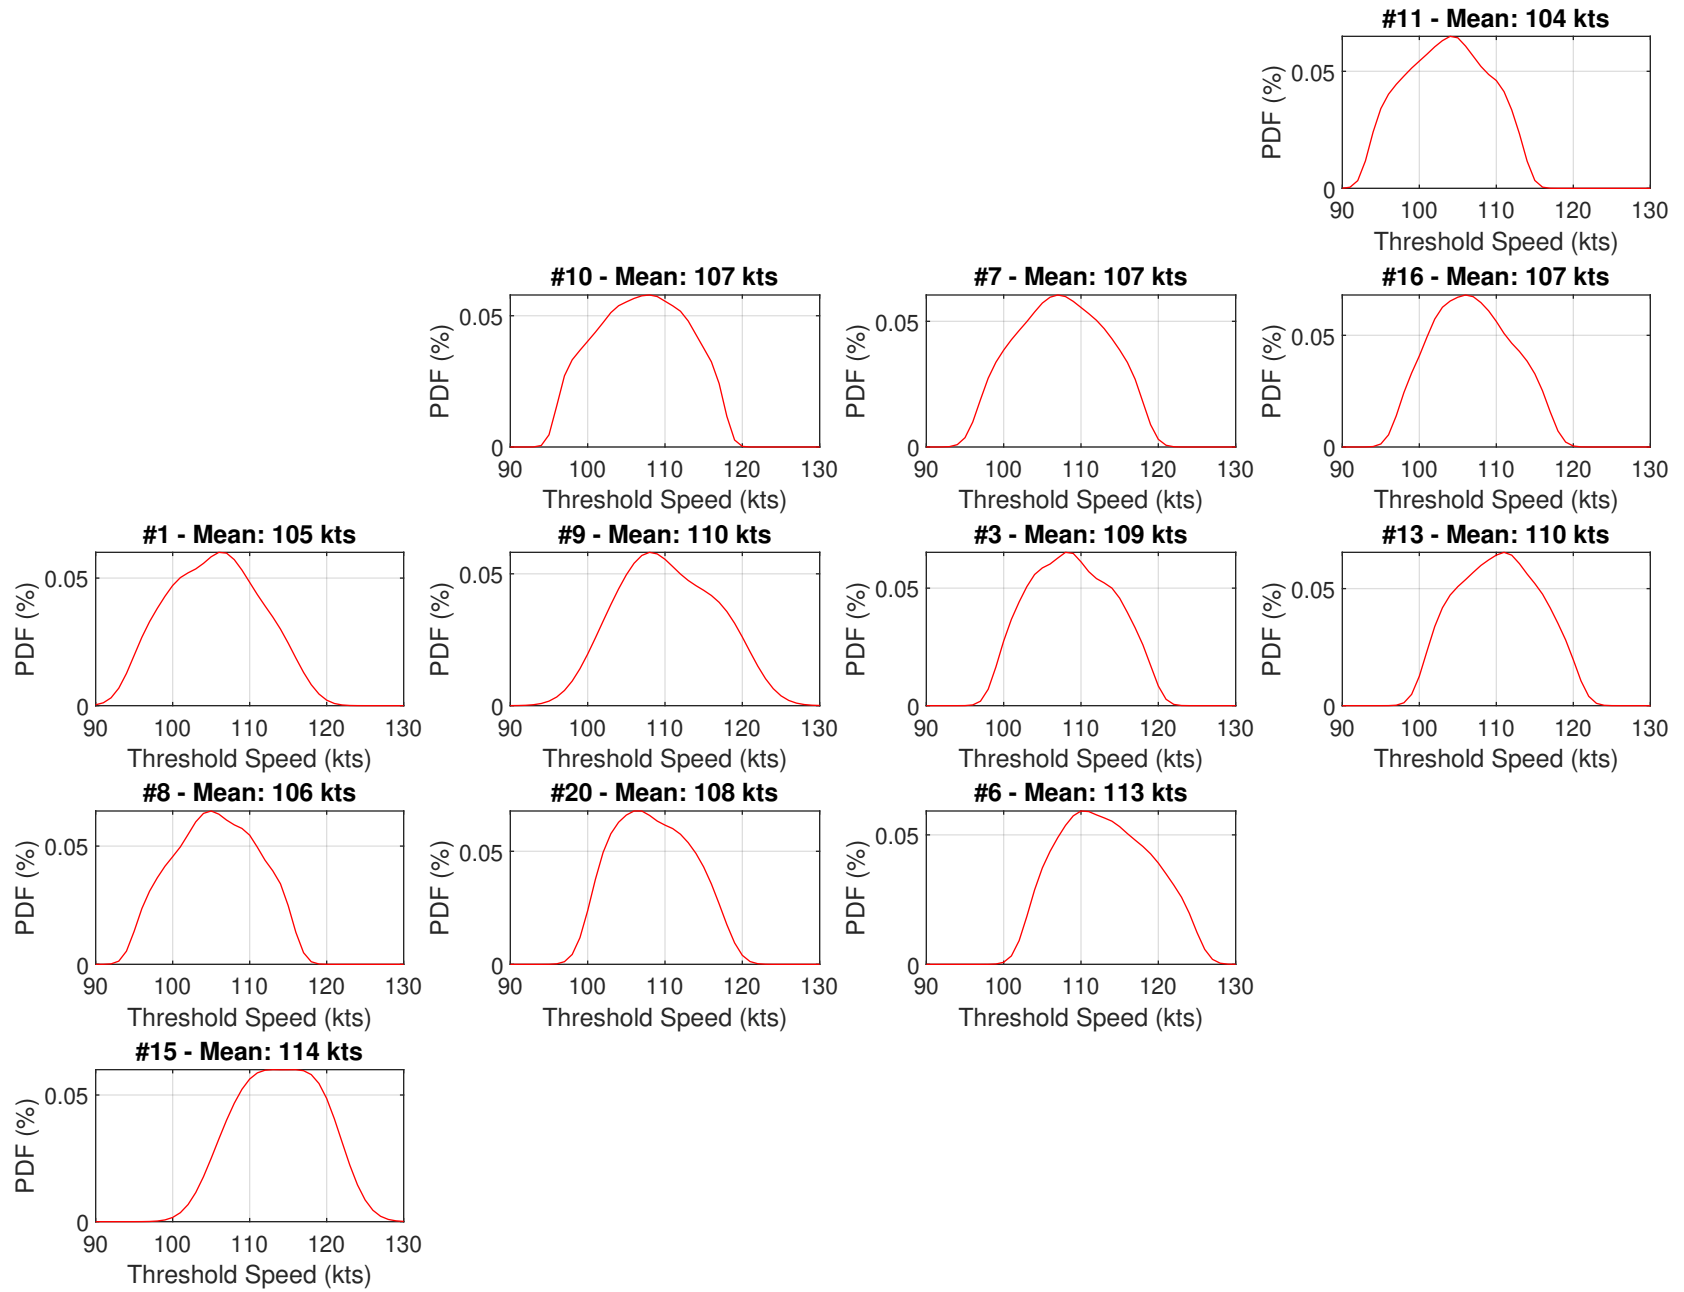 #11 - Mean: 104 kts
PDF (%)
0.05
0
90 100 110 120 130
Threshold Speed (kts)
#10 - Mean: 107 kts
PDF (%)
0.05
0
90 100 110 120 130
Threshold Speed (kts)
#7 - Mean: 107 kts
PDF (%)
0.05
0
90 100 110 120 130
Threshold Speed (kts)
#16 - Mean: 107 kts
PDF (%)
0.05
0
90 100 110 120 130
Threshold Speed (kts)
#1 - Mean: 105 kts
PDF (%)
0.05
0
90 100 110 120 130
Threshold Speed (kts)
#9 - Mean: 110 kts
PDF (%)
0.05
0
90 100 110 120 130
Threshold Speed (kts)
#3 - Mean: 109 kts
PDF (%)
0.05
0
90 100 110 120 130
Threshold Speed (kts)
#13 - Mean: 110 kts
PDF (%)
0.05
0
90 100 110 120 130
Threshold Speed (kts)
#8 - Mean: 106 kts
PDF (%)
0.05
0
90 100 110 120 130
Threshold Speed (kts)
#20 - Mean: 108 kts
PDF (%)
0.05
0
90 100 110 120 130
Threshold Speed (kts)
#6 - Mean: 113 kts
PDF (%)
0.05
0
90 100 110 120 130
Threshold Speed (kts)
#15 - Mean: 114 kts
PDF (%)
0.05
0
90 100 110 120 130
Threshold Speed (kts)